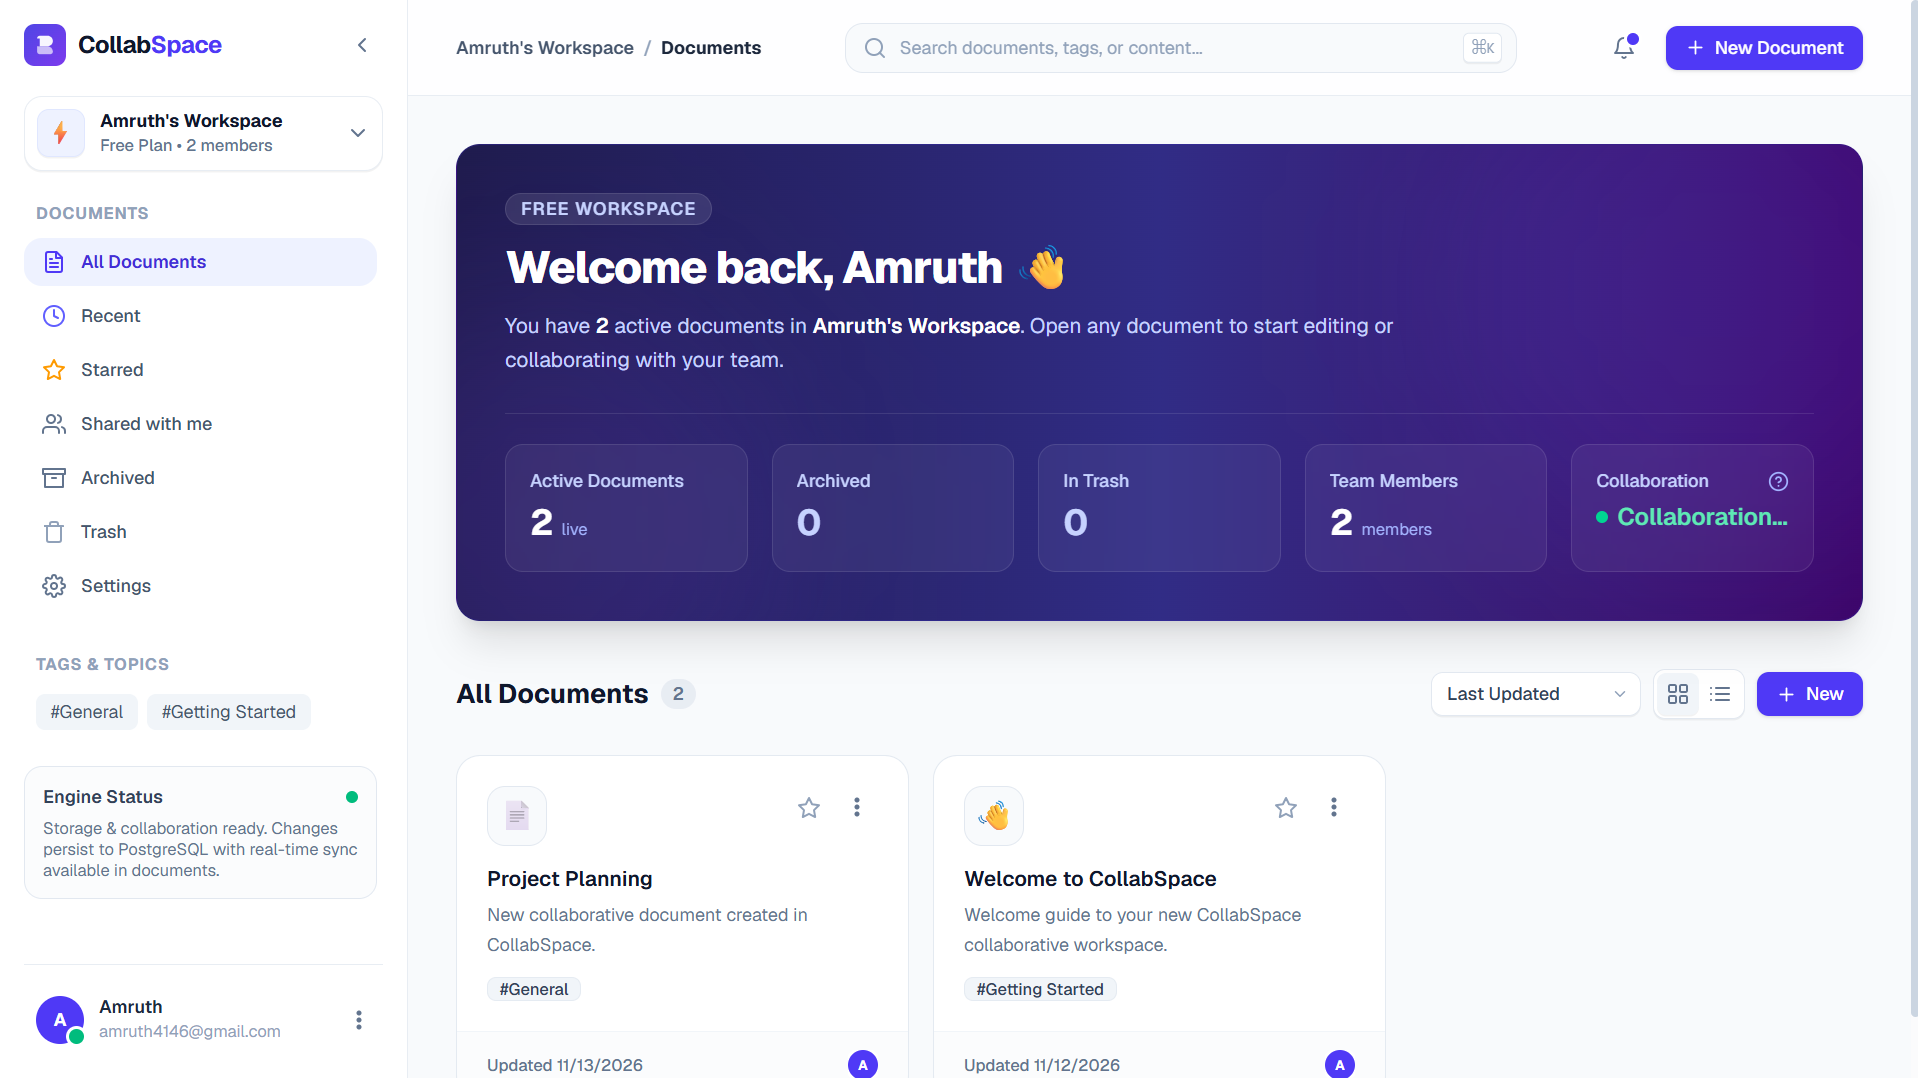 CollabSpace
Amruth's Workspace
Free Plan • 2 members
DOCUMENTS
All Documents
Recent
Starred
Shared with me
Archived
Trash
Settings
TAGS & TOPICS
#General
#Getting Started
Engine Status
Storage & collaboration ready. Changes
persist to PostgreSQL with real-time sync
available in documents.
A
Amruth
amruth4146@gmail.com
Amruth's Workspace / Documents
Search documents, tags, or content...
⌘K
New Document
FREE WORKSPACE
Welcome back, Amruth 👋
You have 2 active documents in Amruth's Workspace. Open any document to start editing or
collaborating with your team.
Active Documents
2 live
Archived
0
In Trash
0
Team Members
2 members
Collaboration
Collaboration...
All Documents 2
Last Updated
New
Project Planning
New collaborative document created in
CollabSpace.
#General
Updated 11/13/2026
A
Welcome to CollabSpace
Welcome guide to your new CollabSpace
collaborative workspace.
#Getting Started
Updated 11/12/2026
A